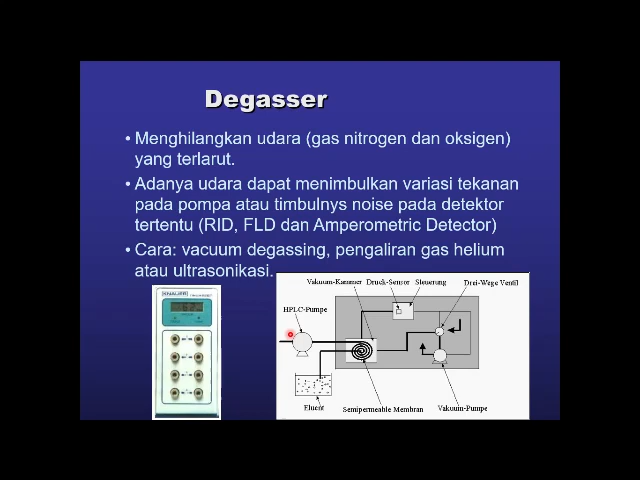 Degasser
• Menghilangkan udara (gas nitrogen dan oksigen)
yang terlarut.
• Adanya udara dapat menimbulkan variasi tekanan
pada pompa atau timbulnys noise pada detektor
tertentu (RID, FLD dan Amperometric Detector)
• Cara: vacuum degassing, pengaliran gas helium
atau ultrasonikasi.
KNAUER
Vakuum-Kammer Druck-Sensor Steuerung Drei-Wege Ventil
HPLC-Pumpe
Eluent Semipermeable Membran Vakuum-Pumpe